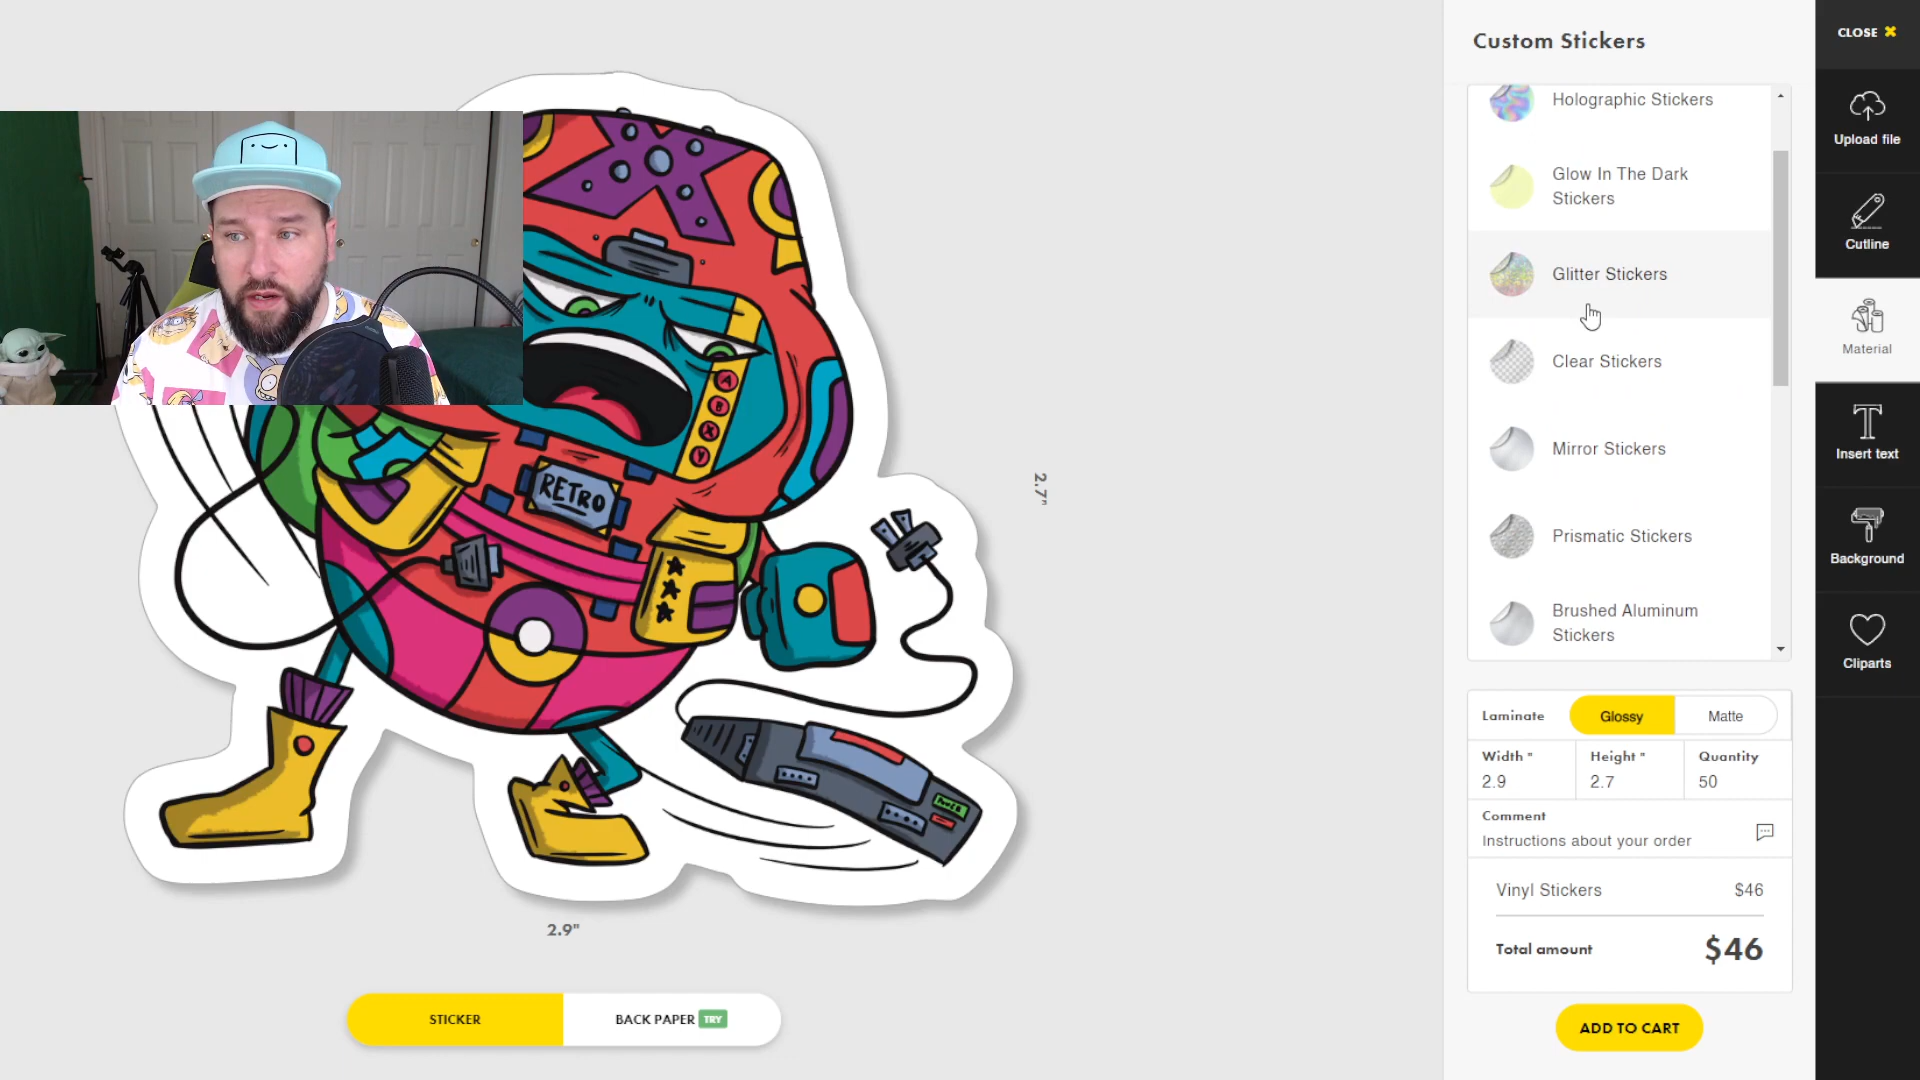 Custom Stickers
CLOSE
Holographic Stickers
Glow In The Dark
Stickers
Glitter Stickers
Clear Stickers
Mirror Stickers
Prismatic Stickers
Brushed Aluminum
Stickers
Upload file
Cutline
Material
Insert text
Background
Cliparts
Laminate
Glossy
Matte
Width "
2.9
Height "
2.7
Quantity
50
Comment
Instructions about your order
Vinyl Stickers
$46
Total amount
$46
ADD TO CART
RETRO
A
B
X
Y
POWER
2.7"
2.9"
STICKER
BACK PAPER TRY